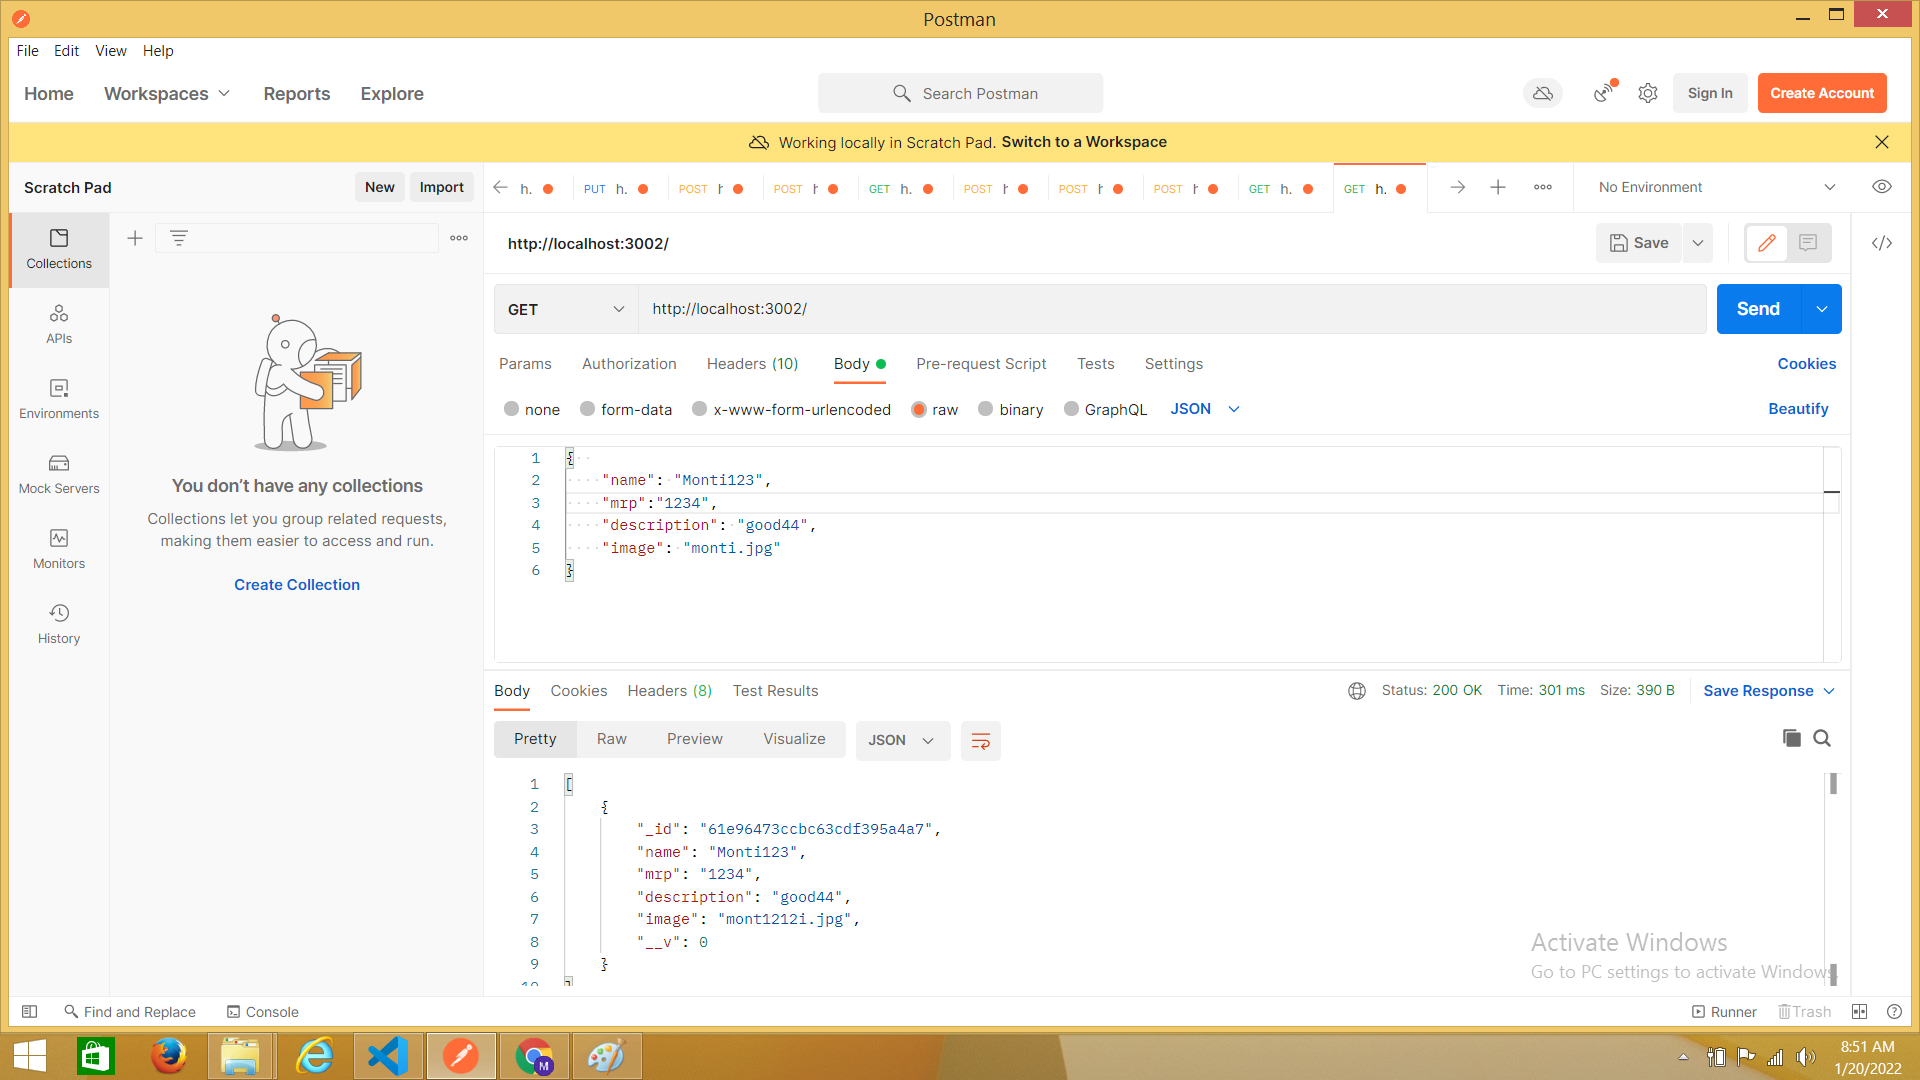 Postman
File Edit View Help
Home Workspaces Reports Explore
Search Postman
Sign In Create Account
Working locally in Scratch Pad. Switch to a Workspace
Scratch Pad New Import
h. PUT h. POST POST GET h. POST POST POST GET h. GET h.
No Environment
Collections
APIs
Environments
Mock Servers
Monitors
History
You don't have any collections
Collections let you group related requests,
making them easier to access and run.
Create Collection
http://localhost:3002/
Save
GET http://localhost:3002/ Send
Params Authorization Headers (10) Body Pre-request Script Tests Settings Cookies
none form-data x-www-form-urlencoded raw binary GraphQL JSON Beautify
1 {
2 "name": "Monti123",
3 "mrp":"1234",
4 "description": "good44",
5 "image": "monti.jpg"
6 }
Body Cookies Headers (8) Test Results Status: 200 OK Time: 301 ms Size: 390 B Save Response
Pretty Raw Preview Visualize JSON
1 [
2 {
3 "_id": "61e96473ccbc63cdf395a4a7",
4 "name": "Monti123",
5 "mrp": "1234",
6 "description": "good44",
7 "image": "mont1212i.jpg",
8 "__v": 0
9 }
10 ]
Activate Windows
Go to PC settings to activate Windows.
Find and Replace Console Runner Trash
M
8:51 AM
1/20/2022